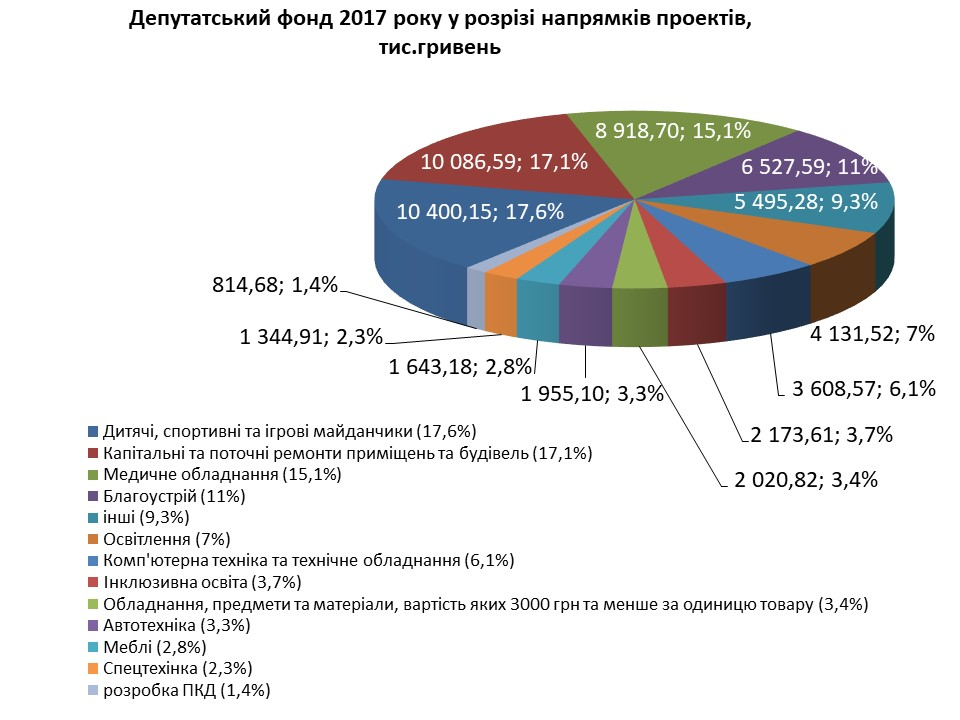 Депутатський фонд 2017 року у розрізі напрямків проектів,
тис.гривень
8 918,70; 15,1%
10 086,59; 17,1%
6 527,59; 11%
5 495,28; 9,3%
10 400,15; 17,6%
814,68; 1,4%
1 344,91; 2,3%
4 131,52; 7%
1 643,18; 2,8%
3 608,57; 6,1%
1 955,10; 3,3%
2 173,61; 3,7%
2 020,82; 3,4%
Дитячі, спортивні та ігрові майданчики (17,6%)
Капітальні та поточні ремонти приміщень та будівель (17,1%)
Медичне обладнання (15,1%)
Благоустрій (11%)
інші (9,3%)
Освітлення (7%)
Комп'ютерна техніка та технічне обладнання (6,1%)
Інклюзивна освіта (3,7%)
Обладнання, предмети та матеріали, вартість яких 3000 грн та менше за одиницю товару (3,4%)
Автотехніка (3,3%)
Меблі (2,8%)
Спецтехінка (2,3%)
розробка ПКД (1,4%)